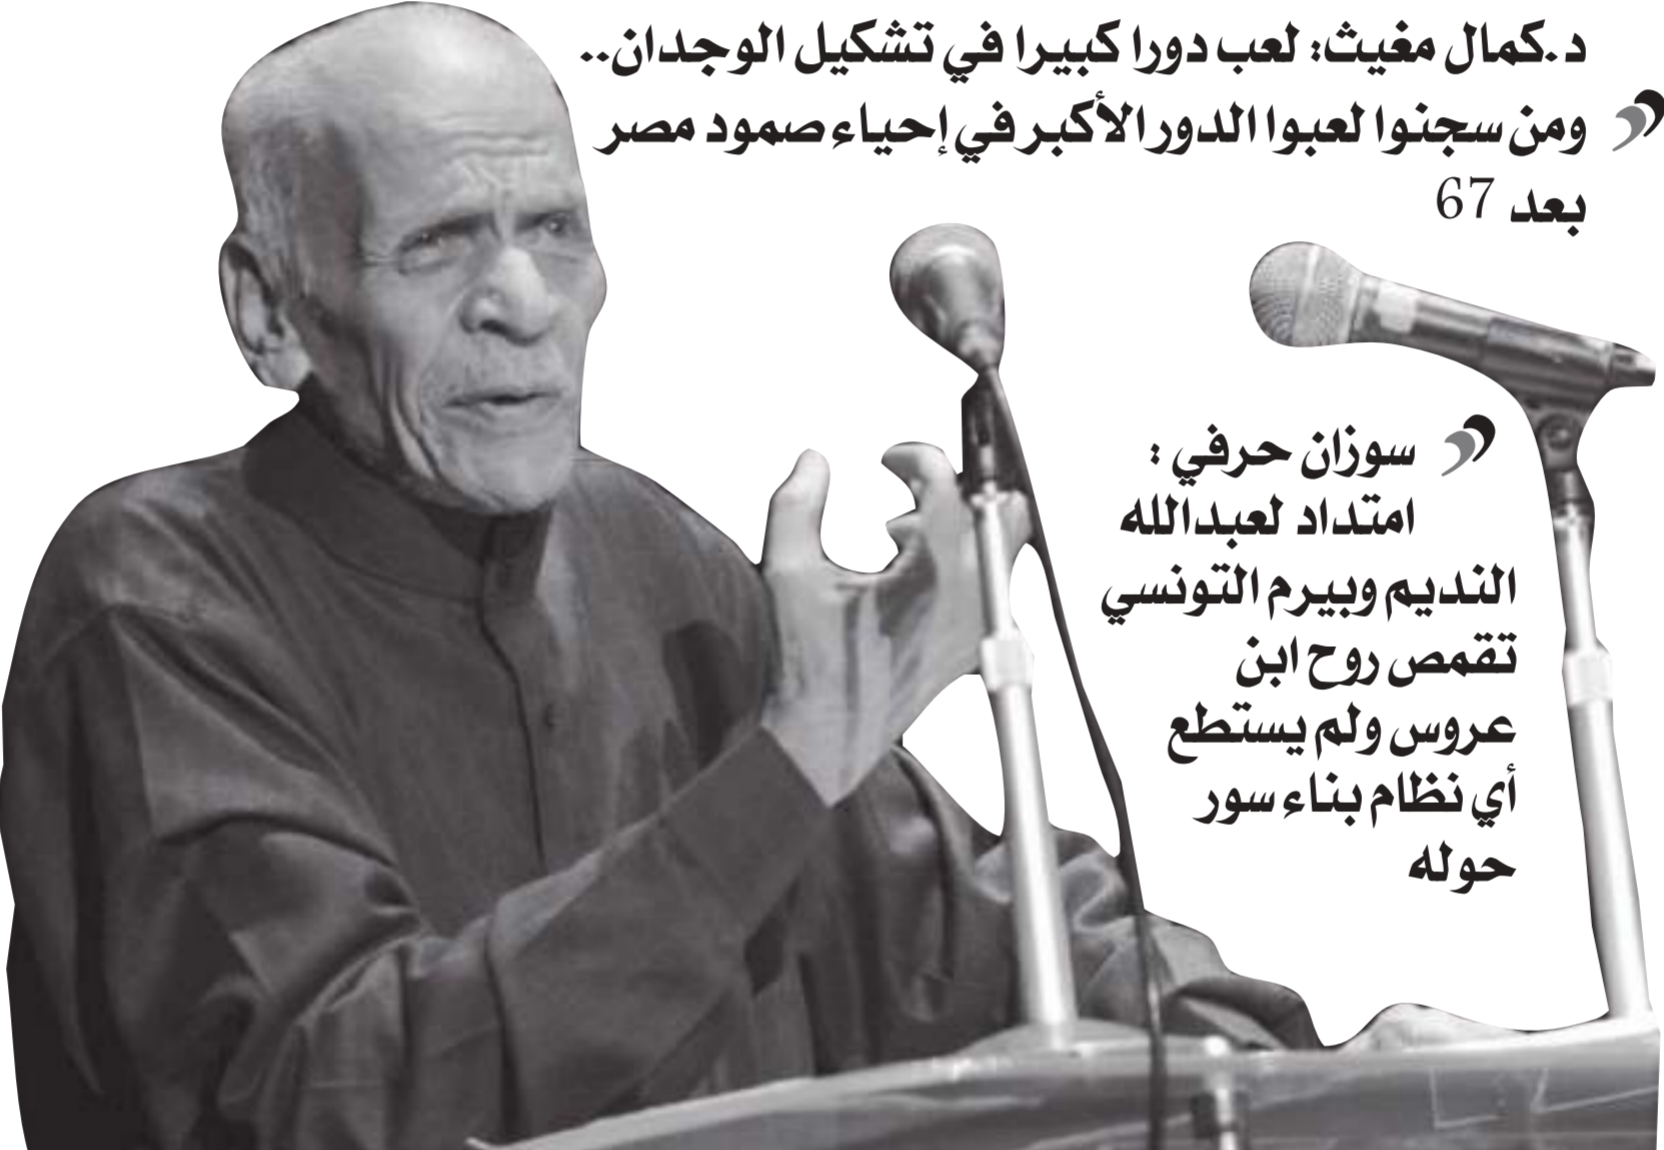 د.كمال مغيث: لعب دورا كبيرا في تشكيل الوجدان..
ومن سجنوا لعبوا الدور الأكبر في إحياء صمود مصر
بعد 67
سوزان حرفي :
امتداد لعبدالله
النديم وبيرم التونسي
تقمص روح ابن
عروس ولم يستطع
أي نظام بناء سور
حوله